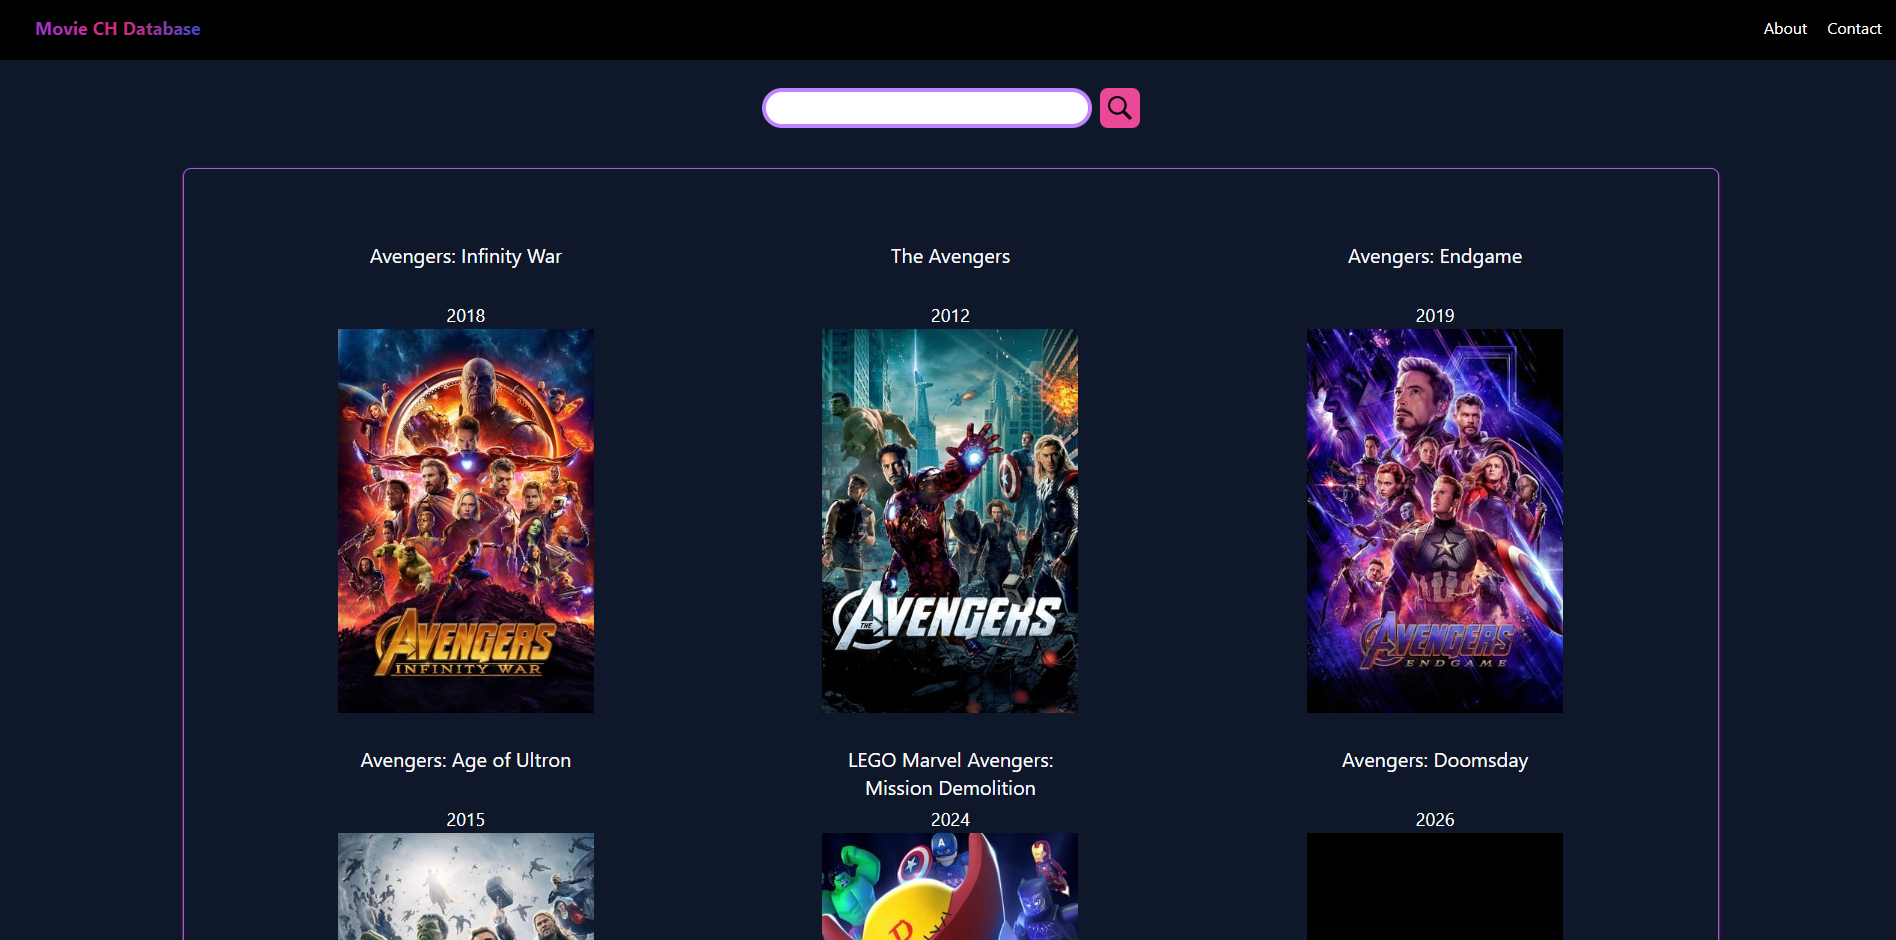 Movie CH Database
About
Contact
Avengers: Infinity War
The Avengers
Avengers: Endgame
2018
2012
2019
AVENGERS
INFINITY WAR
THE
AVENGERS
AVENGERS
ENDGAME
Avengers: Age of Ultron
LEGO Marvel Avengers:
Mission Demolition
Avengers: Doomsday
2015
2024
2026
A